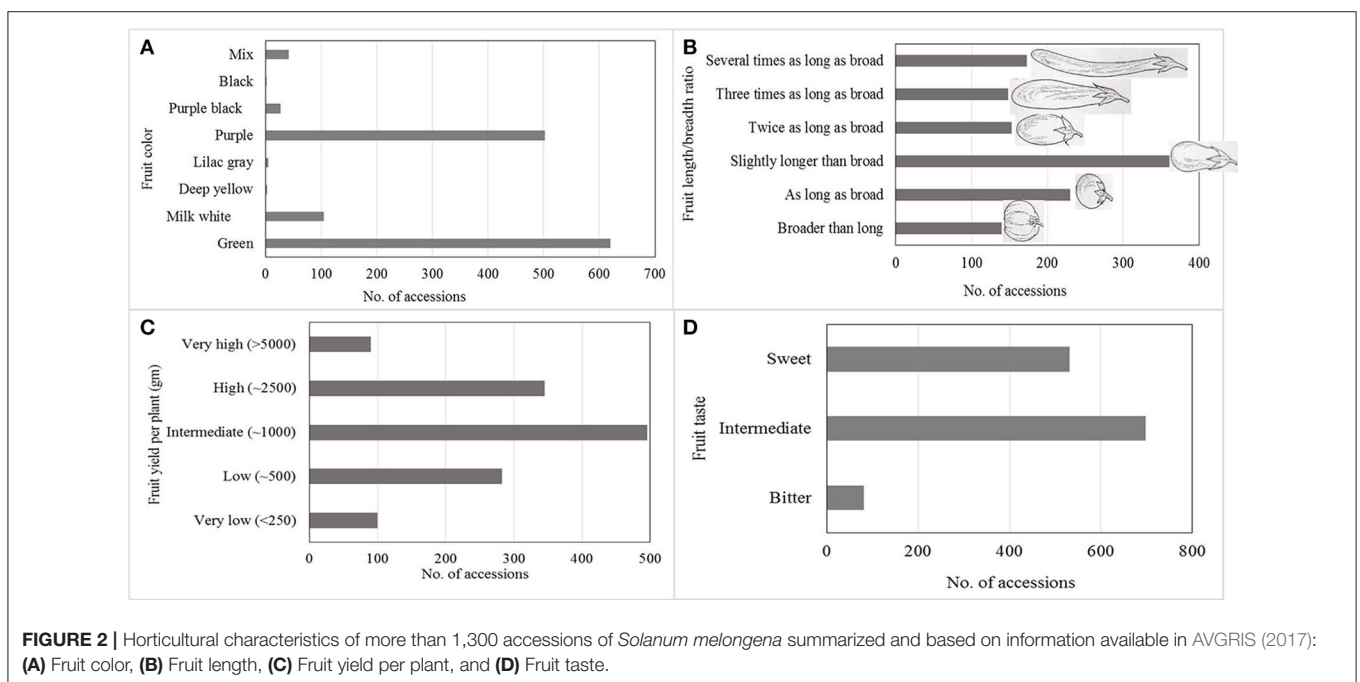 A
Fruit color
Mix
Black
Purple black
Purple
Lilac gray
Deep yellow
Milk white
Green
0 100 200 300 400 500 600 700
No. of accessions
B
Fruit length/breadth ratio
Several times as long as broad
Three times as long as broad
Twice as long as broad
Slightly longer than broad
As long as broad
Broader than long
0 100 200 300 400
No. of accessions
C
Fruit yield per plant (gm)
Very high (>5000)
High (~2500)
Intermediate (~1000)
Low (~500)
Very low (<250)
0 100 200 300 400 500
No. of accessions
D
Fruit taste
Sweet
Intermediate
Bitter
0 200 400 600 800
No. of accessions
FIGURE 2 | Horticultural characteristics of more than 1,300 accessions of Solanum melongena summarized and based on information available in AVGRIS (2017):
(A) Fruit color, (B) Fruit length, (C) Fruit yield per plant, and (D) Fruit taste.